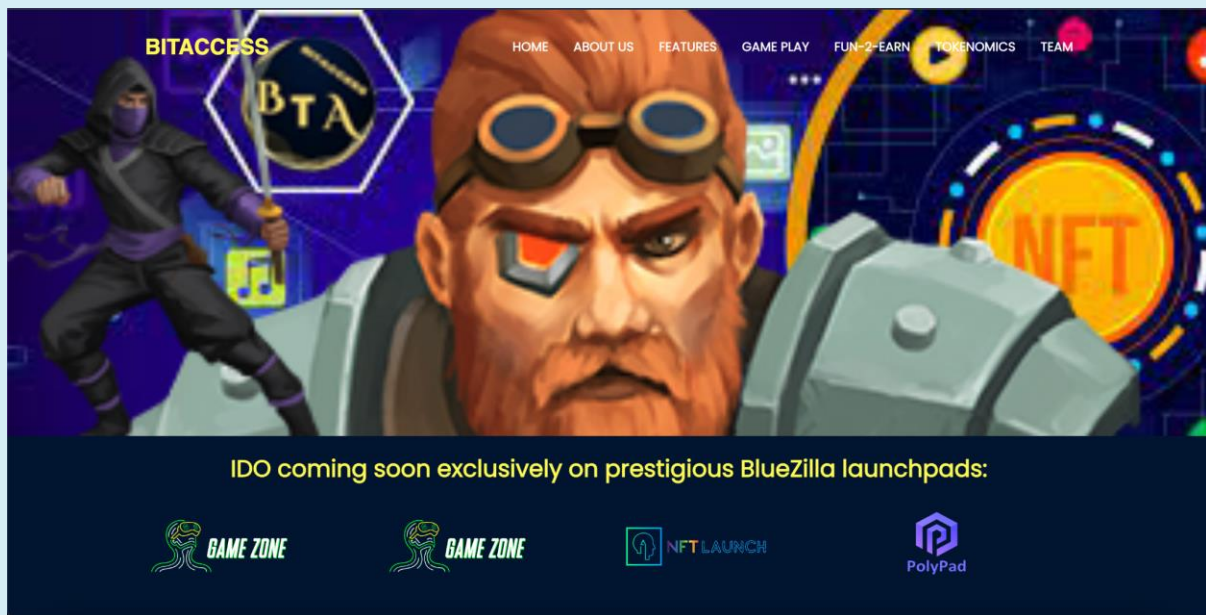 BITACCESS
HOME ABOUT US FEATURES GAME PLAY FUN-2-EARN TOKENOMICS TEAM
BITACCESS
BTA
NFT
IDO coming soon exclusively on prestigious BlueZilla launchpads:
GAME ZONE GAME ZONE NFT LAUNCH PolyPad